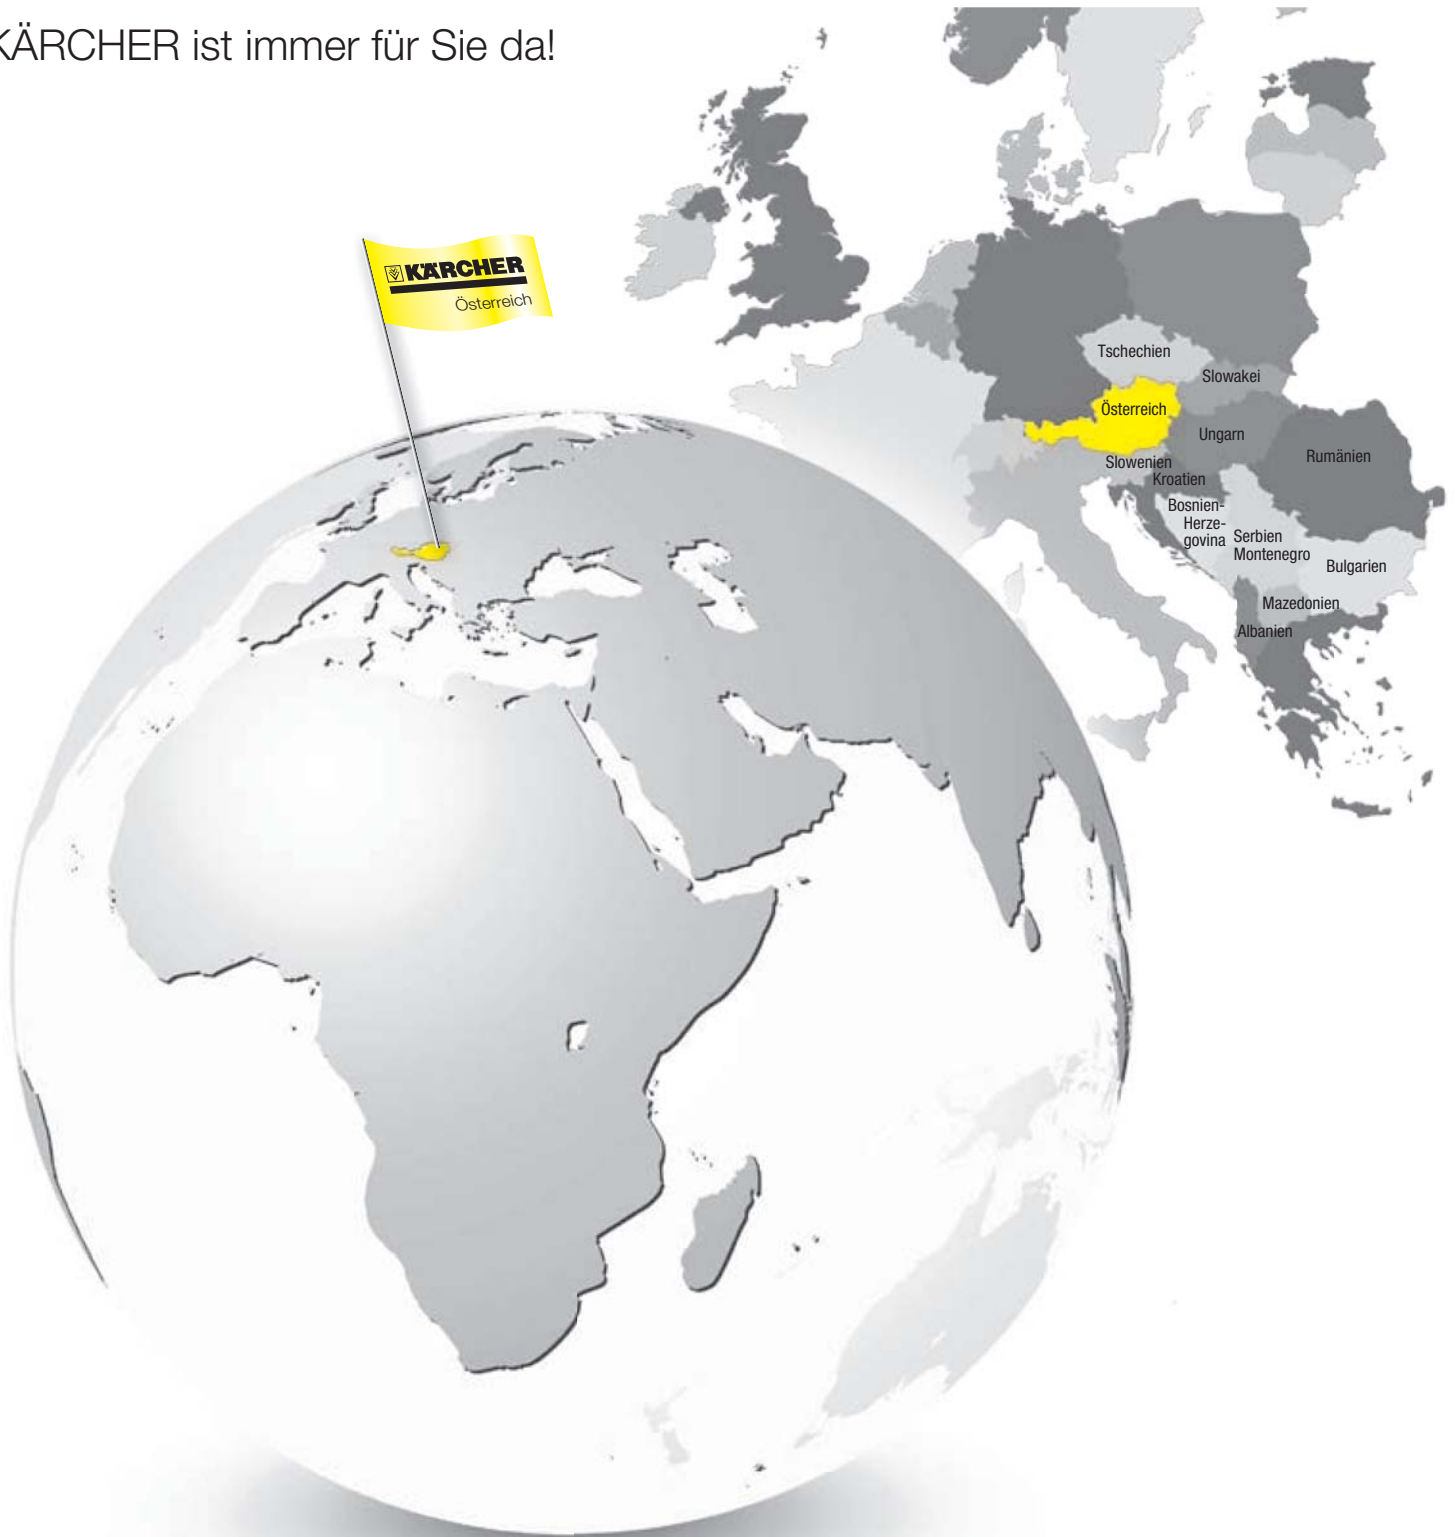 KÄRCHER ist immer für Sie da!
KÄRCHER
Österreich
Tschechien
Slowakei
Österreich
Ungarn
Rumänien
Slowenien
Kroatien
Bosnien-
Herze-
govina
Serbien
Montenegro
Bulgarien
Mazedonien
Albanien